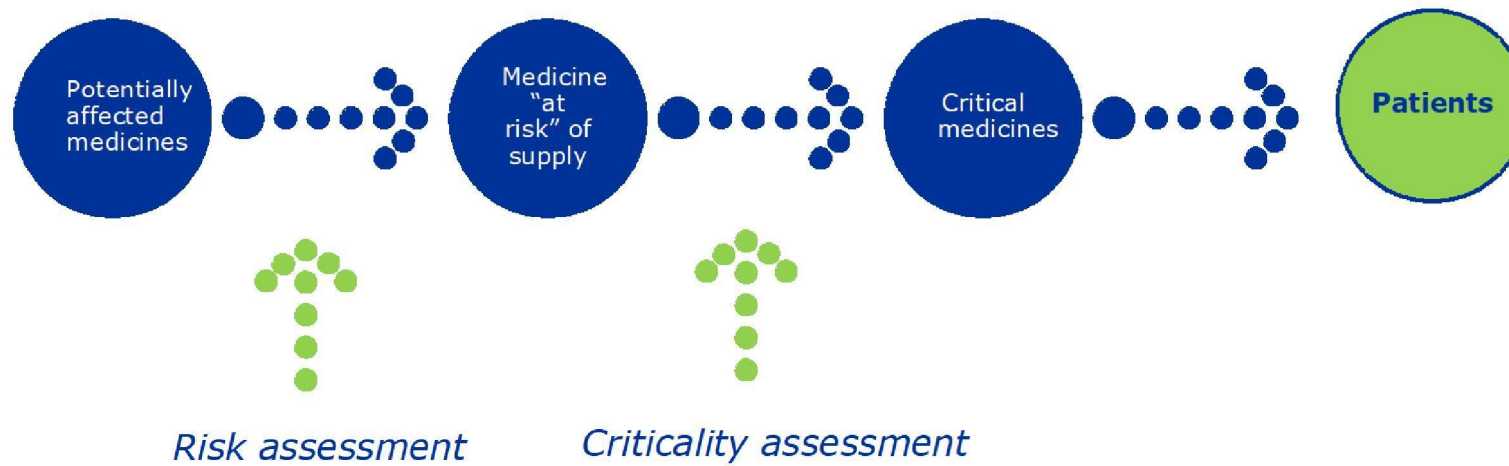 Potentially
affected
medicines
Medicine
“at
risk” of
supply
Critical
medicines
Patients
Risk assessment
Criticality assessment